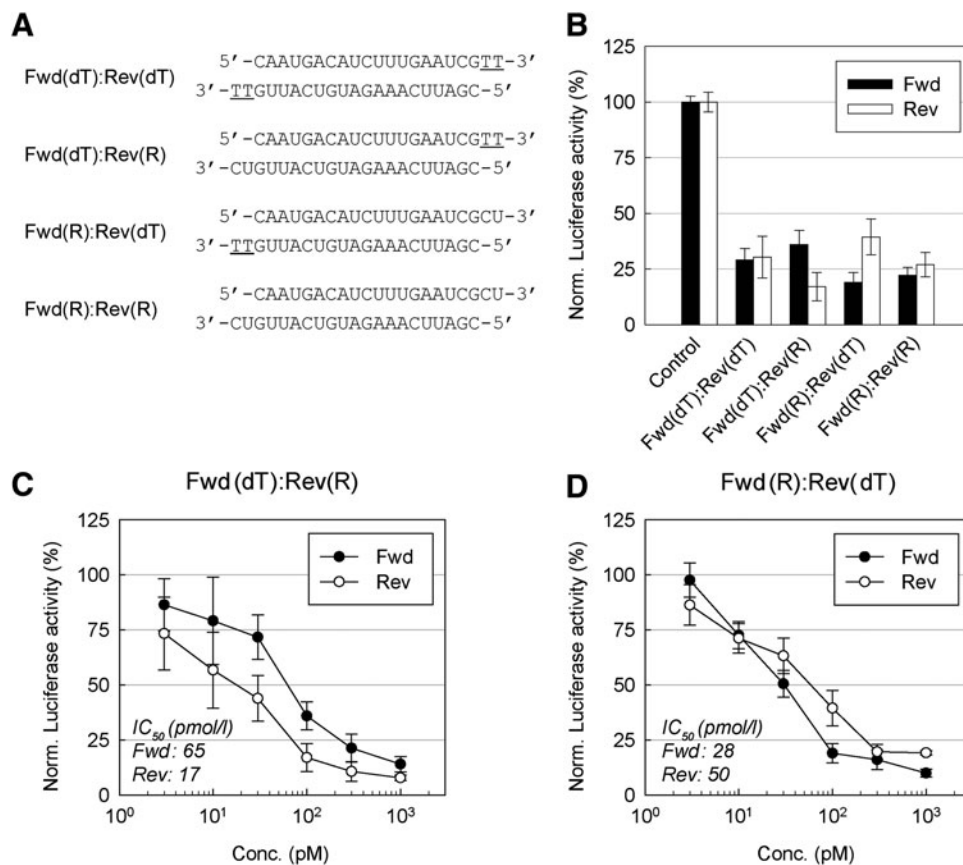 A
Fwd(dT):Rev(dT)
5′-CAAUGACAUCUUUGAAUCGTT-3′
3′-TTGUUACUGUAGAAACUUAGC-5′
Fwd(dT):Rev(R)
5′-CAAUGACAUCUUUGAAUCGTT-3′
3′-CUGUUACUGUAGAAACUUAGC-5′
Fwd(R):Rev(dT)
5′-CAAUGACAUCUUUGAAUCGCU-3′
3′-TTGUUACUGUAGAAACUUAGC-5′
Fwd(R):Rev(R)
5′-CAAUGACAUCUUUGAAUCGCU-3′
3′-CUGUUACUGUAGAAACUUAGC-5′
B
Norm. Luciferase activity (%)
125
100
75
50
25
0
Fwd
Rev
Control
Fwd(dT):Rev(dT)
Fwd(dT):Rev(R)
Fwd(R):Rev(dT)
Fwd(R):Rev(R)
C
Fwd(dT):Rev(R)
Norm. Luciferase activity (%)
125
100
75
50
25
0
Fwd
Rev
IC50 (pmol/l)
Fwd: 65
Rev: 17
10⁰ 10¹ 10² 10³
Conc. (pM)
D
Fwd(R):Rev(dT)
Norm. Luciferase activity (%)
125
100
75
50
25
0
Fwd
Rev
IC50 (pmol/l)
Fwd: 28
Rev: 50
10⁰ 10¹ 10² 10³
Conc. (pM)